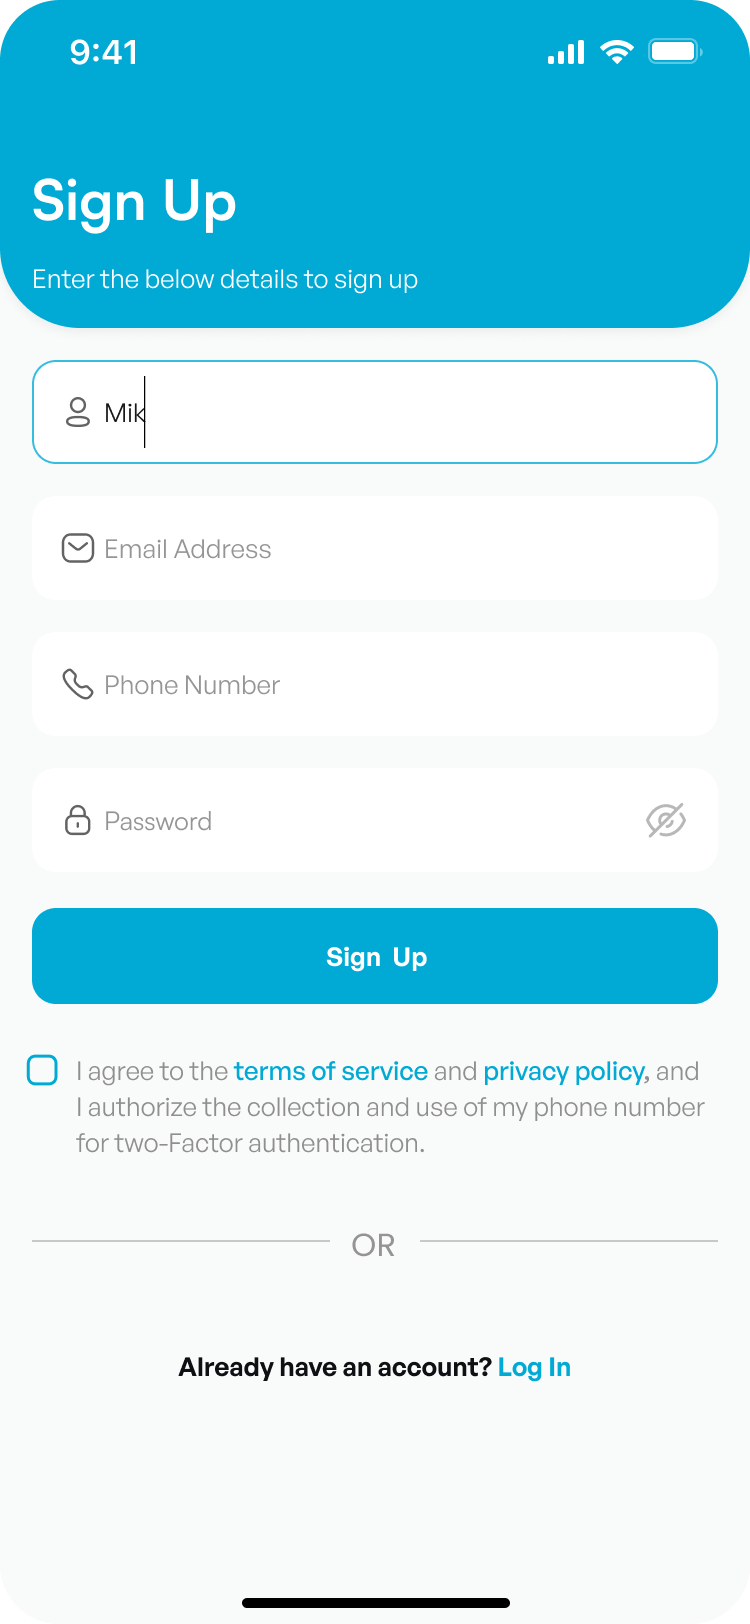 9:41
Sign Up
Enter the below details to sign up
Mik
Email Address
Phone Number
Password
Sign Up
I agree to the terms of service and privacy policy, and
I authorize the collection and use of my phone number
for two-Factor authentication.
OR
Already have an account? Log In